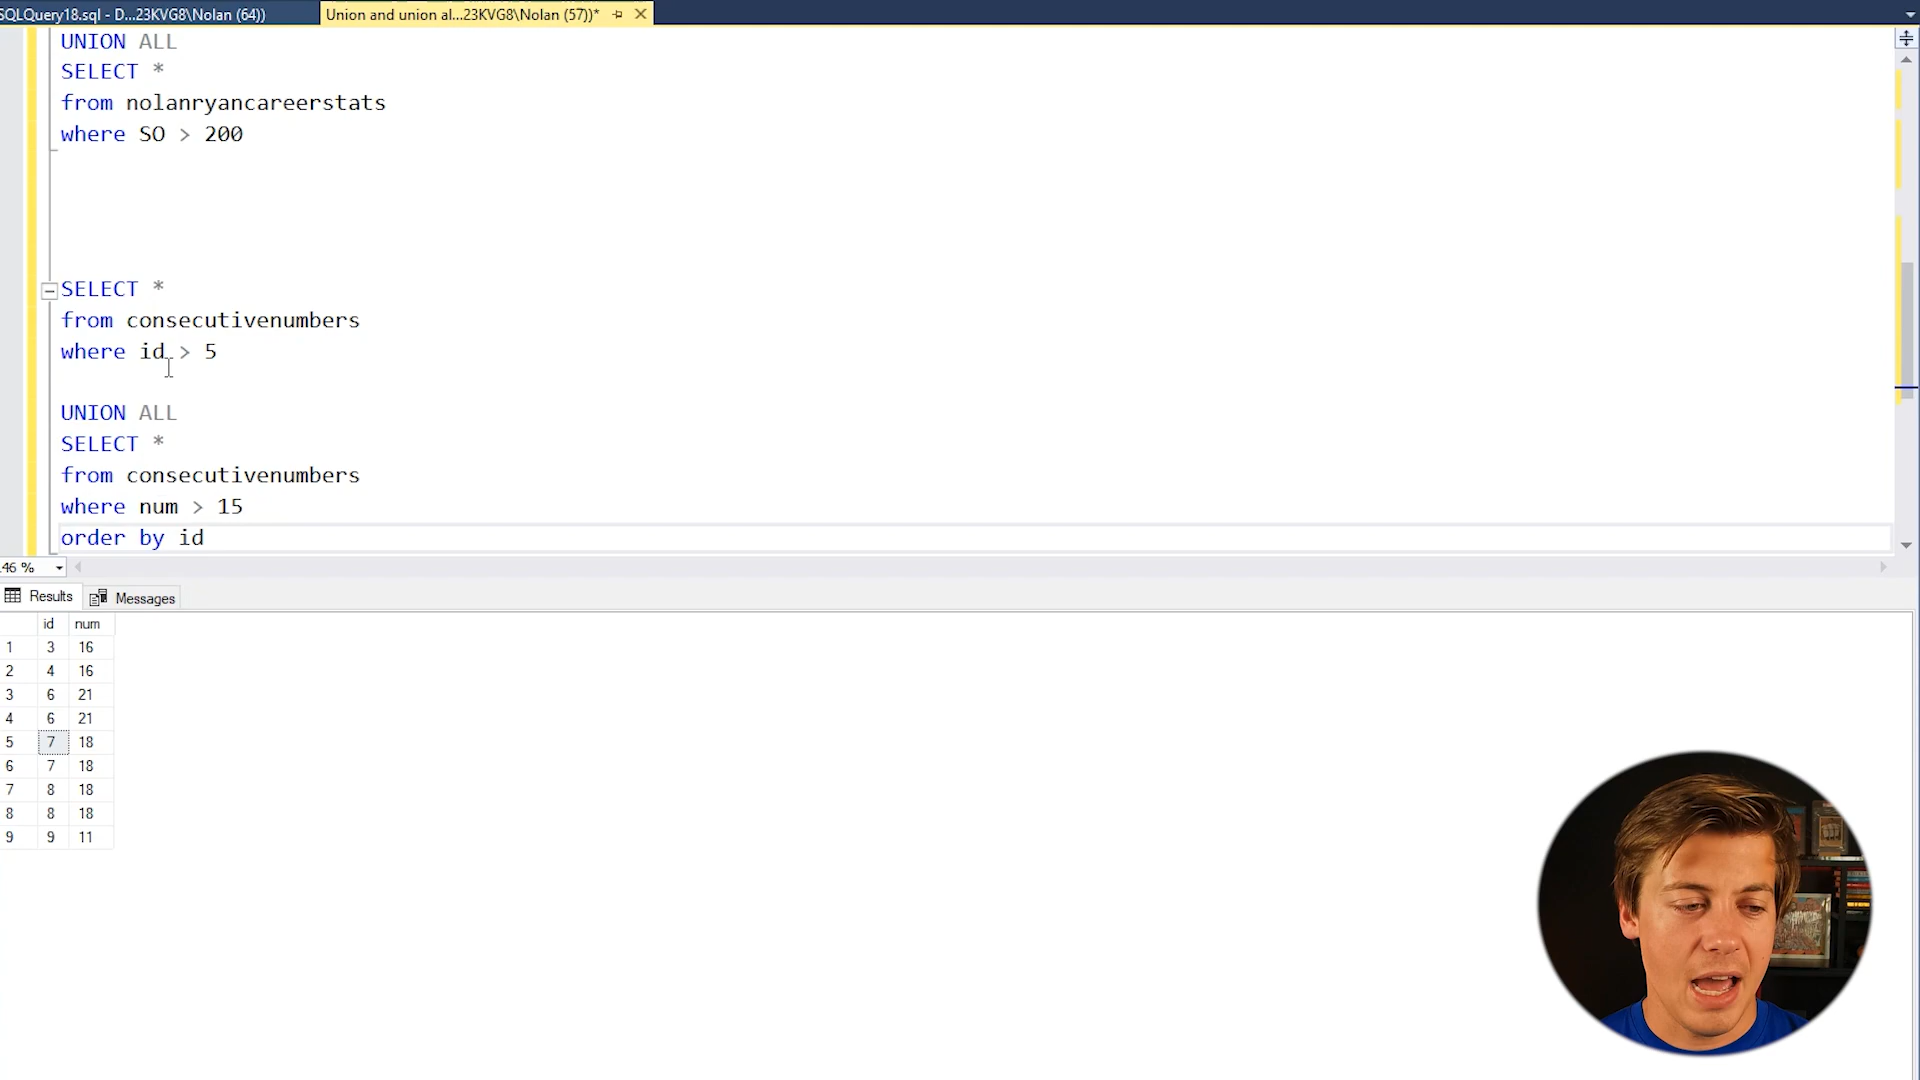 SQLQuery18.sql - D...23KVG8\Nolan (64))
Union and union al...23KVG8\Nolan (57))*
UNION ALL
SELECT *
from nolanryancareerstats
where SO > 200
SELECT *
from consecutivenumbers
where id > 5
UNION ALL
SELECT *
from consecutivenumbers
where num > 15
order by id
.46 %
Results
Messages
id num
1 3 16
2 4 16
3 6 21
4 6 21
5 7 18
6 7 18
7 8 18
8 8 18
9 9 11